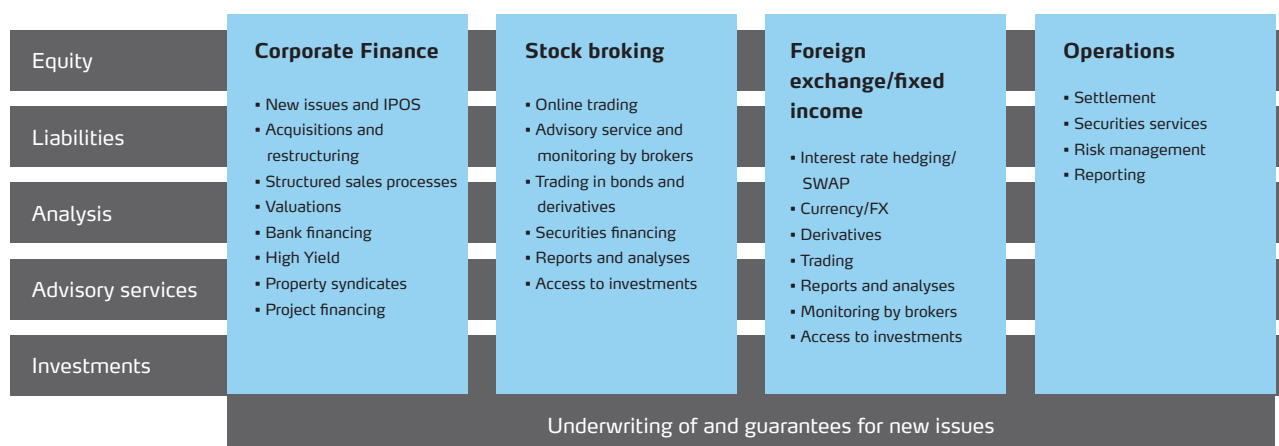 Equity
Liabilities
Analysis
Advisory services
Investments
Corporate Finance
▪ New issues and IPOS
▪ Acquisitions and
restructuring
▪ Structured sales processes
▪ Valuations
▪ Bank financing
▪ High Yield
▪ Property syndicates
▪ Project financing
Stock broking
▪ Online trading
▪ Advisory service and
monitoring by brokers
▪ Trading in bonds and
derivatives
▪ Securities financing
▪ Reports and analyses
▪ Access to investments
Foreign
exchange/fixed
income
▪ Interest rate hedging/
SWAP
▪ Currency/FX
▪ Derivatives
▪ Trading
▪ Reports and analyses
▪ Monitoring by brokers
▪ Access to investments
Operations
▪ Settlement
▪ Securities services
▪ Risk management
▪ Reporting
Underwriting of and guarantees for new issues